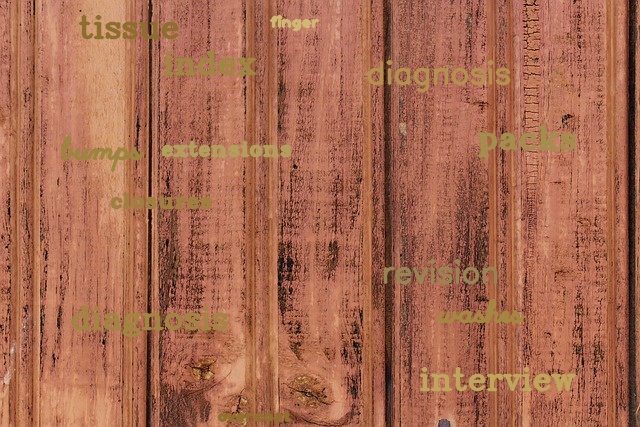 finger
tissue
index
diagnosis
packs
bumps
extensions
closures
revision
diagnosis
washes
interview